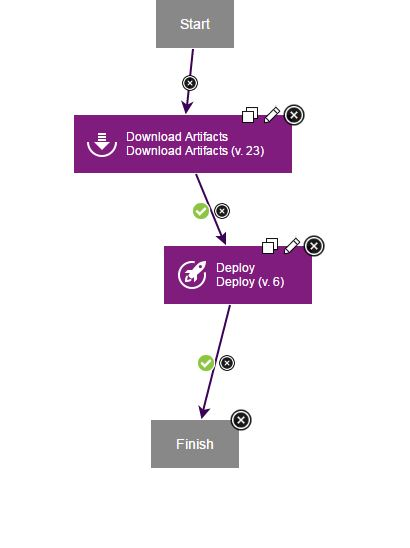 Start
Download Artifacts
Download Artifacts (v. 23)
Deploy
Deploy (v. 6)
Finish